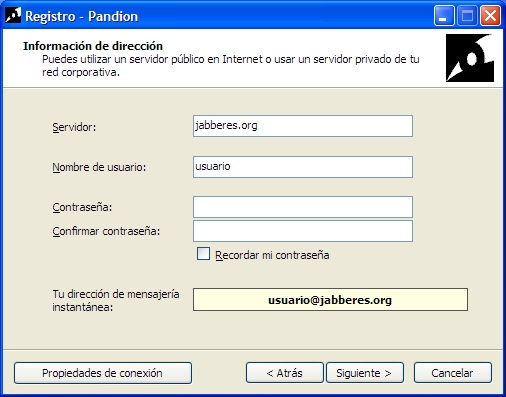 Registro - Pandion
Información de dirección
Puedes utilizar un servidor público en Internet o usar un servidor privado de tu
red corporativa.
Servidor: jabberes.org
Nombre de usuario: usuario
Contraseña:
Confirmar contraseña:
Recordar mi contraseña
Tu dirección de mensajería
instantánea:
usuario@jabberes.org
Propiedades de conexión
< Atrás
Siguiente >
Cancelar